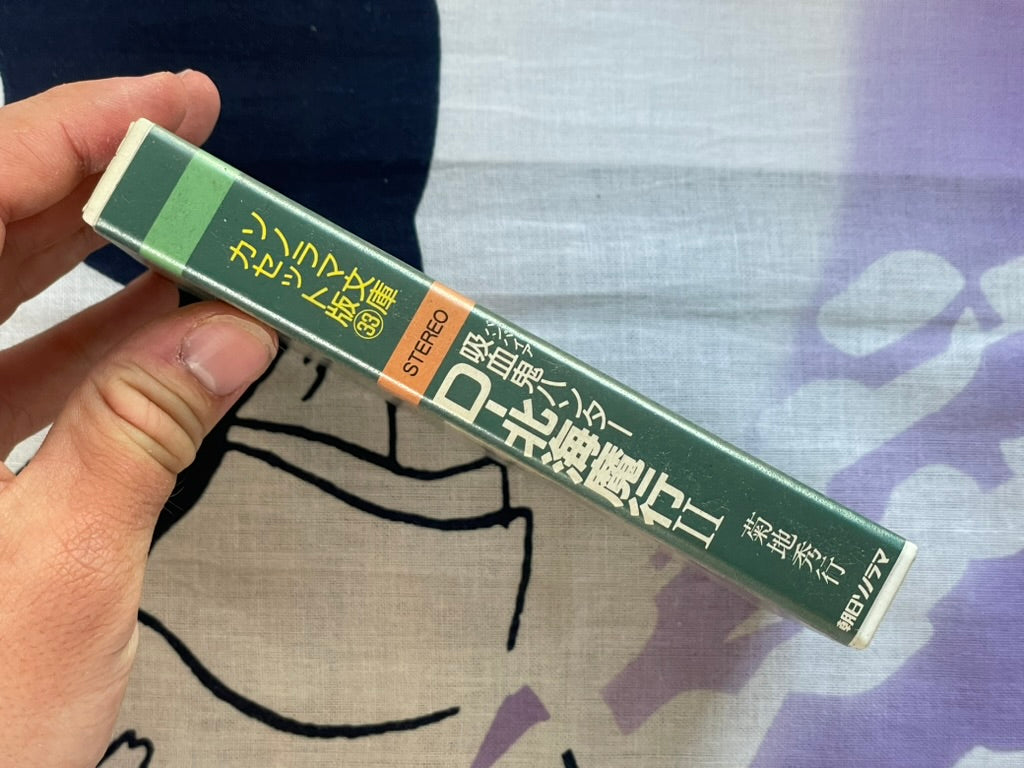 ソノラマ文庫
カセット版㉝
STEREO
バンパイア
吸血鬼ハンター
D-北海魔行II
菊地秀行
朝日ソノラマ